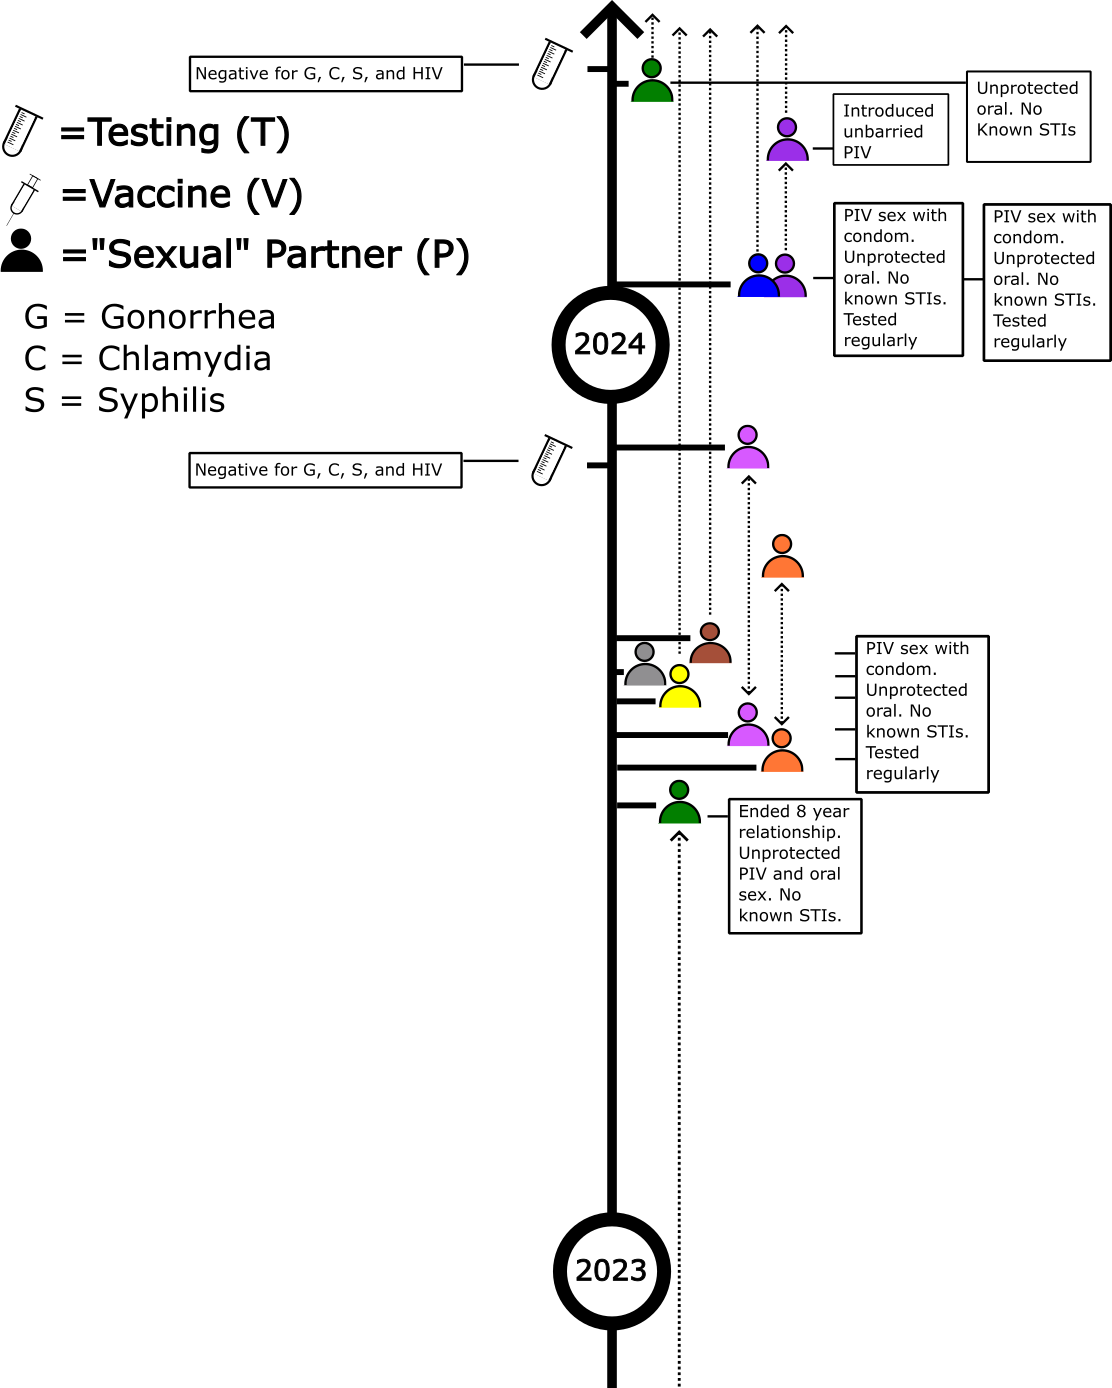 Negative for G, C, S, and HIV
=Testing (T)
=Vaccine (V)
="Sexual" Partner (P)
G = Gonorrhea
C = Chlamydia
S = Syphilis
Unprotected
oral. No
Known STIs
Introduced
unbarried
PIV
PIV sex with
condom.
Unprotected
oral. No
known STIs.
Tested
regularly
PIV sex with
condom.
Unprotected
oral. No
known STIs.
Tested
regularly
2024
Negative for G, C, S, and HIV
PIV sex with
condom.
Unprotected
oral. No
known STIs.
Tested
regularly
Ended 8 year
relationship.
Unprotected
PIV and oral
sex. No
known STIs.
2023